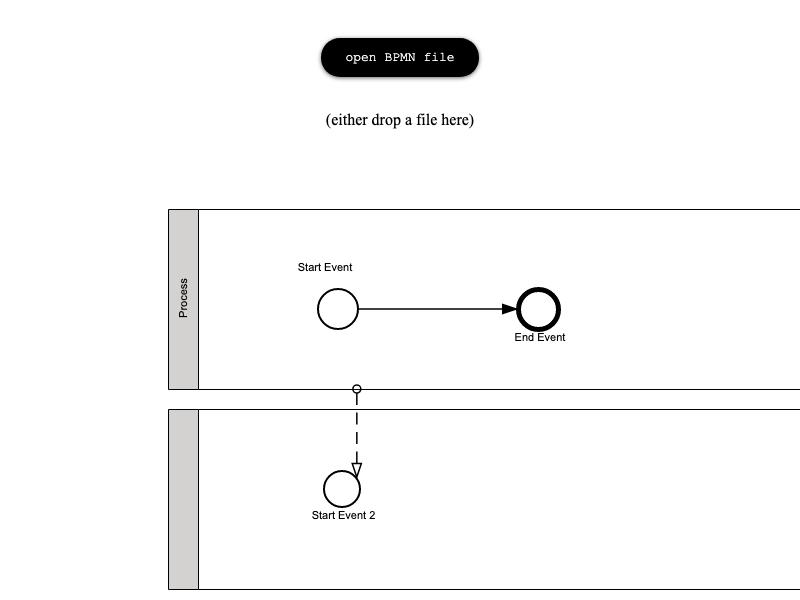 open BPMN file
(either drop a file here)
Start Event
Process
End Event
Start Event 2